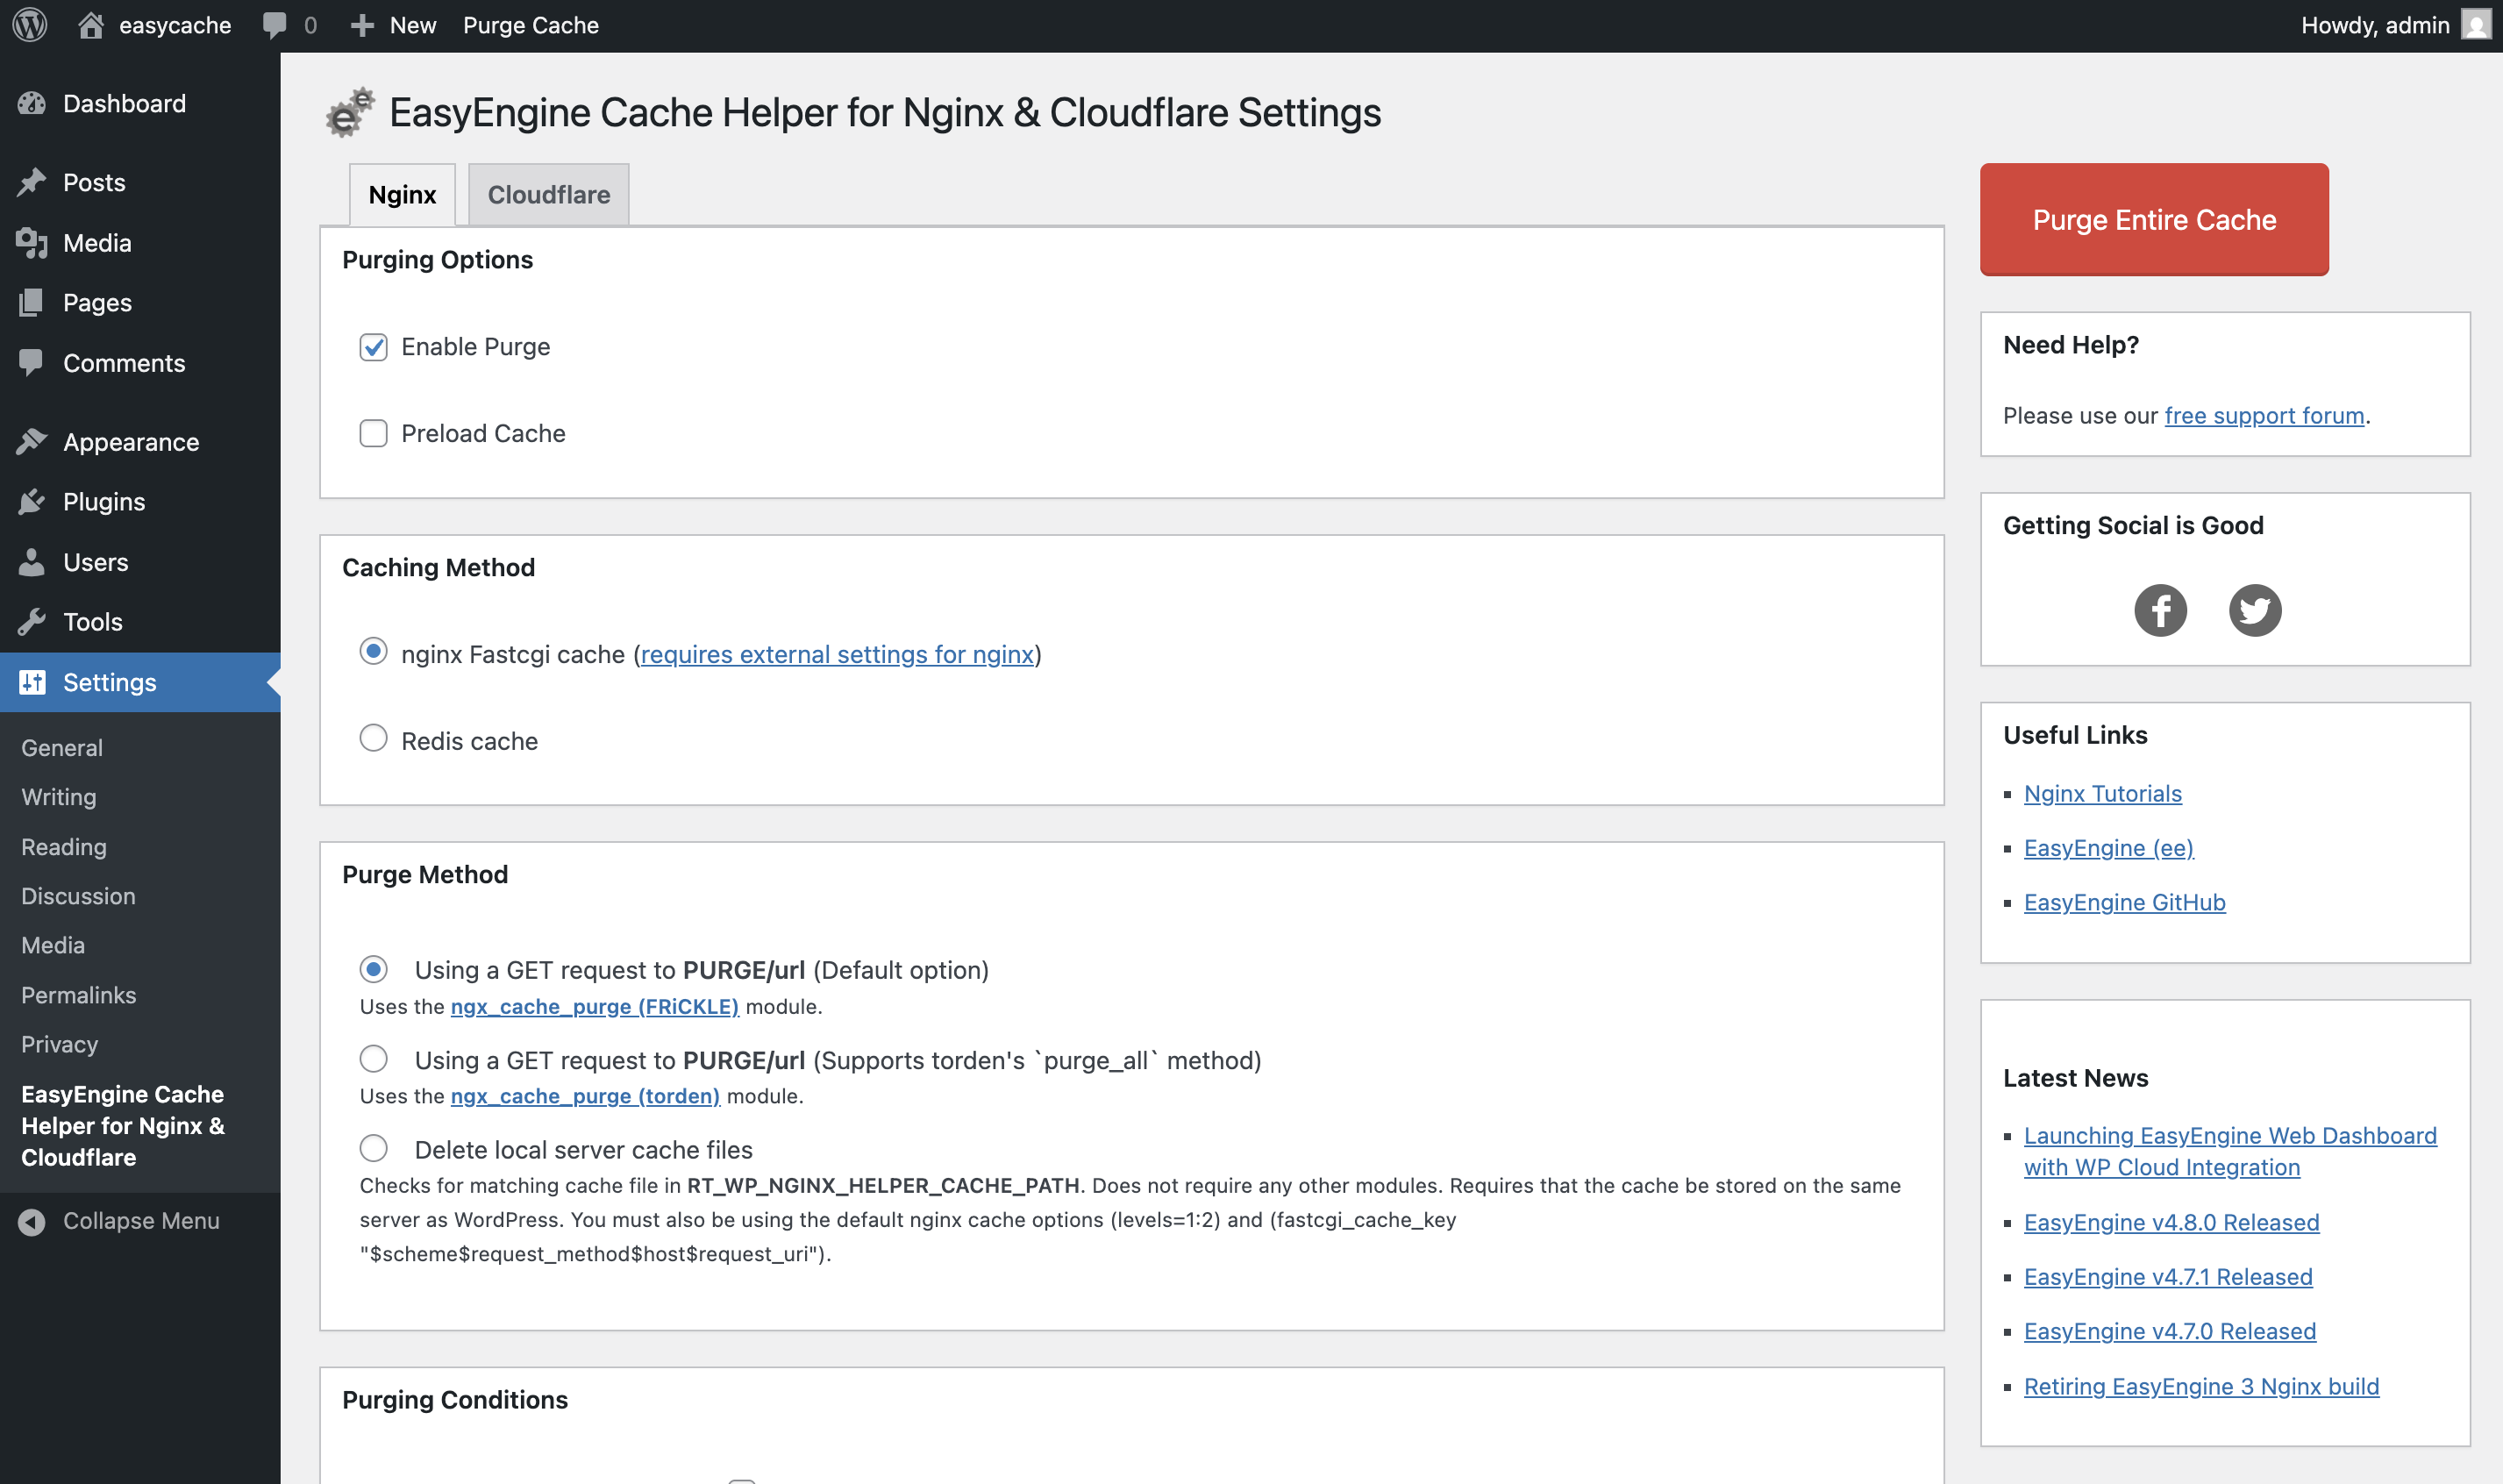 easycache
0
New
Purge Cache
Howdy, admin
Dashboard
Posts
Media
Pages
Comments
Appearance
Plugins
Users
Tools
Settings
General
Writing
Reading
Discussion
Media
Permalinks
Privacy
EasyEngine Cache
Helper for Nginx &
Cloudflare
Collapse Menu
EasyEngine Cache Helper for Nginx & Cloudflare Settings
Nginx
Cloudflare
Purging Options
Enable Purge
Preload Cache
Caching Method
nginx Fastcgi cache (requires external settings for nginx)
Redis cache
Purge Method
Using a GET request to PURGE/url (Default option)
Uses the ngx_cache_purge (FRiCKLE) module.
Using a GET request to PURGE/url (Supports torden's `purge_all` method)
Uses the ngx_cache_purge (torden) module.
Delete local server cache files
Checks for matching cache file in RT_WP_NGINX_HELPER_CACHE_PATH. Does not require any other modules. Requires that the cache be stored on the same
server as WordPress. You must also be using the default nginx cache options (levels=1:2) and (fastcgi_cache_key
"$scheme$request_method$host$request_uri").
Purging Conditions
Purge Entire Cache
Need Help?
Please use our free support forum.
Getting Social is Good
Useful Links
Nginx Tutorials
EasyEngine (ee)
EasyEngine GitHub
Latest News
Launching EasyEngine Web Dashboard
with WP Cloud Integration
EasyEngine v4.8.0 Released
EasyEngine v4.7.1 Released
EasyEngine v4.7.0 Released
Retiring EasyEngine 3 Nginx build